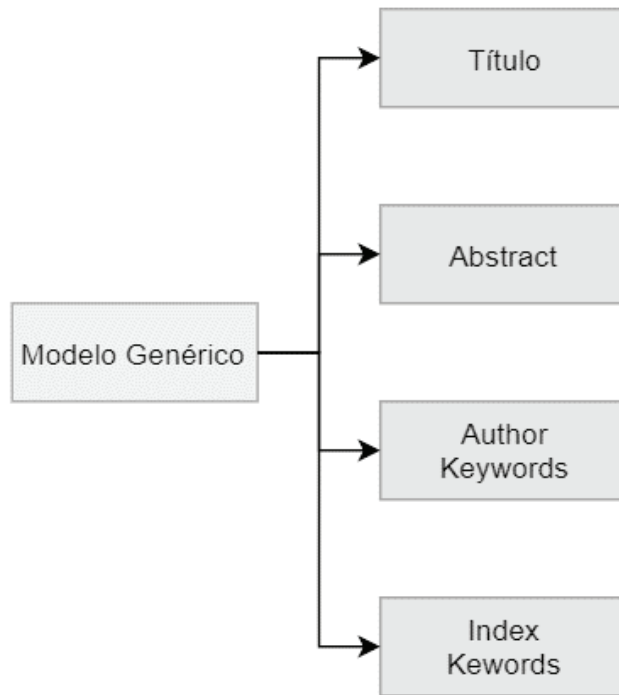 Título
Abstract
Modelo Genérico
Author
Keywords
Index
Kewords